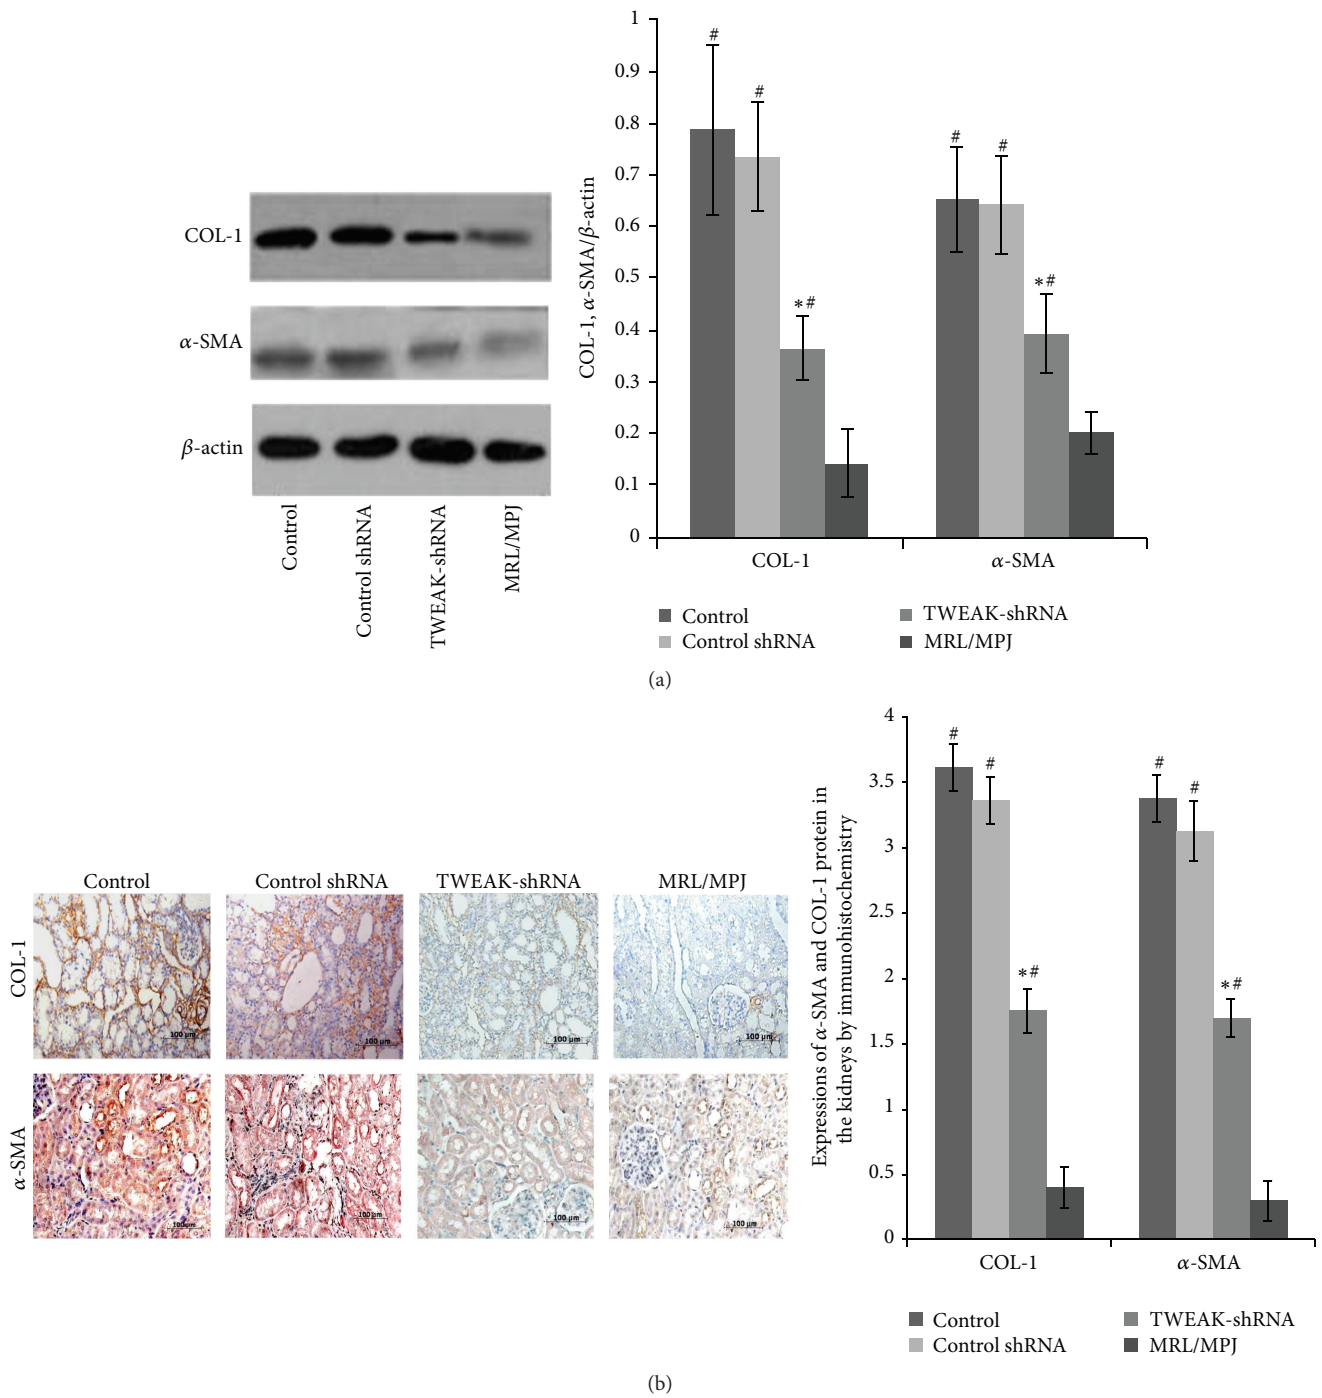 COL-1
α-SMA
β-actin
Control
Control shRNA
TWEAK-shRNA
MRL/MPJ
COL-1, α-SMA/β-actin
1
0.9
0.8
0.7
0.6
0.5
0.4
0.3
0.2
0.1
0
#
#
*#
#
#
*#
COL-1
α-SMA
Control
Control shRNA
TWEAK-shRNA
MRL/MPJ
(a)
Control
Control shRNA
TWEAK-shRNA
MRL/MPJ
COL-1
100 µm
100 µm
100 µm
100 µm
α-SMA
100 µm
100 µm
100 µm
100 µm
Expressions of α-SMA and COL-1 protein in
the kidneys by immunohistochemistry
4
3.5
3
2.5
2
1.5
1
0.5
0
#
#
*#
#
#
*#
COL-1
α-SMA
Control
Control shRNA
TWEAK-shRNA
MRL/MPJ
(b)